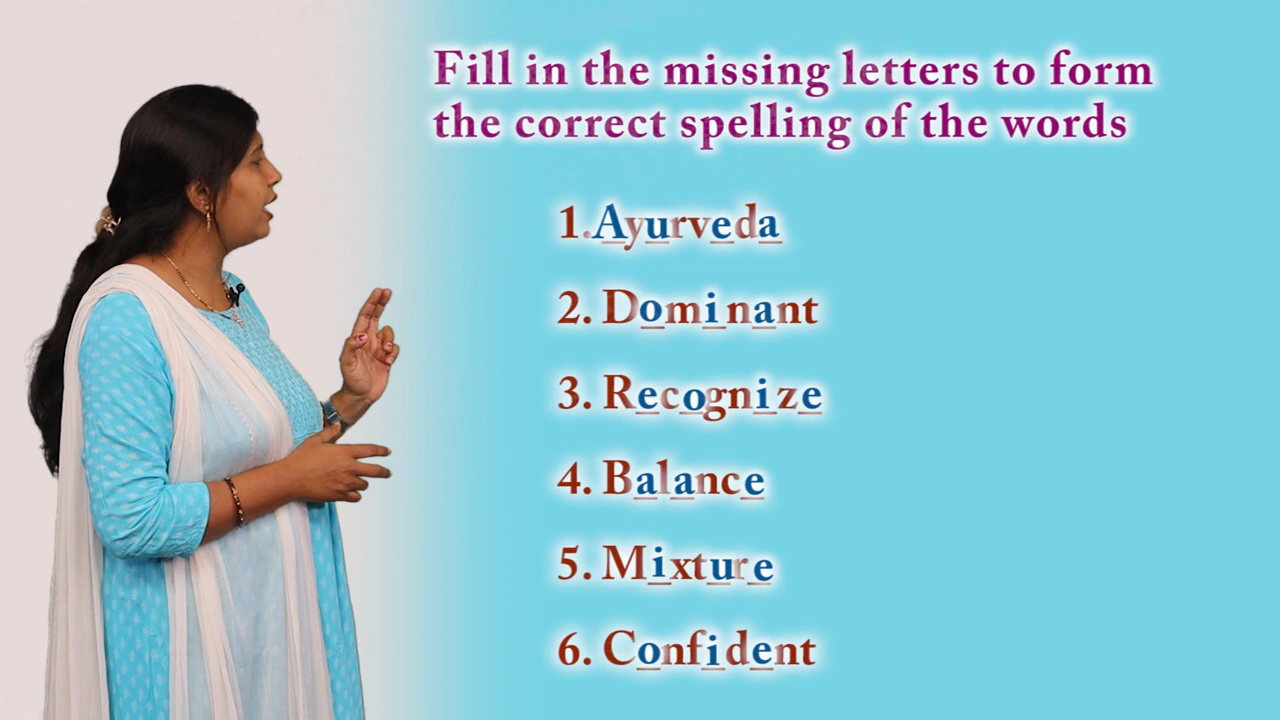 Fill in the missing letters to form
the correct spelling of the words
1.Ayurveda
2. Dominant
3. Recognize
4. Balance
5. Mixture
6. Confident